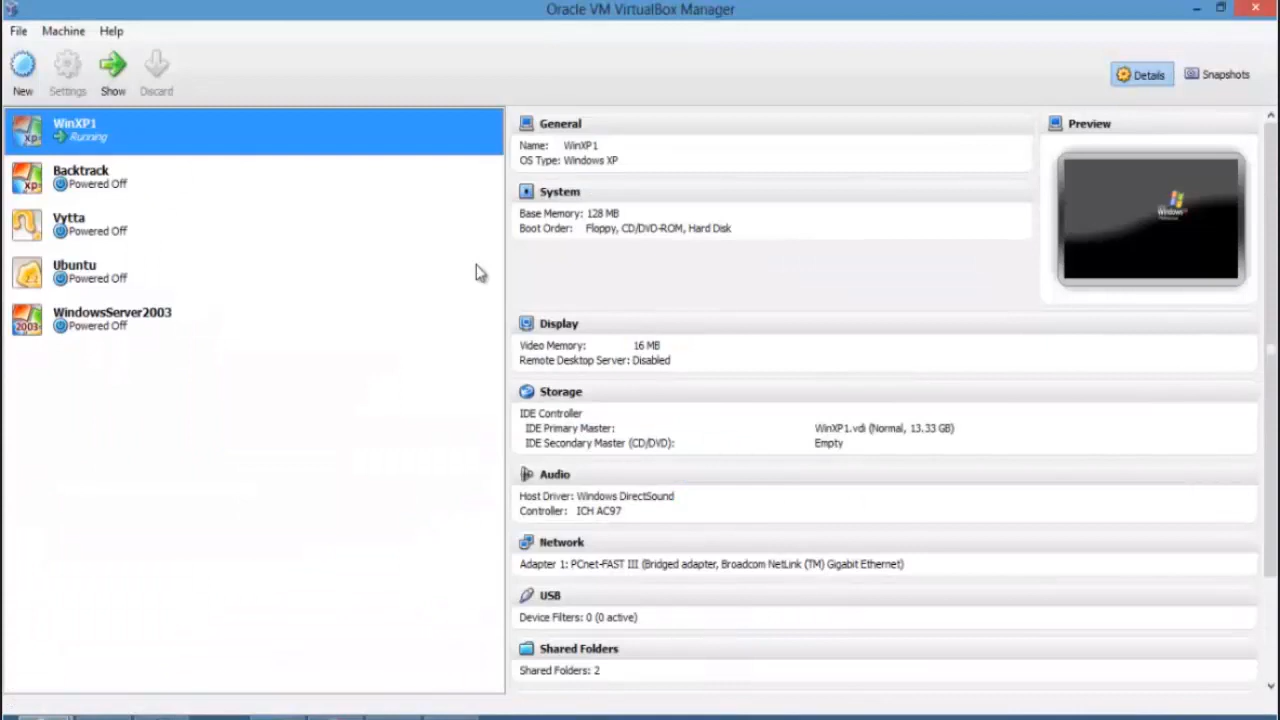 Oracle VM VirtualBox Manager
File Machine Help
New Settings Show Discard
Details Snapshots
WinXP1
Running
Backtrack
Powered Off
Vytta
Powered Off
Ubuntu
Powered Off
WindowsServer2003
Powered Off
General
Name: WinXP1
OS Type: Windows XP
System
Base Memory: 128 MB
Boot Order: Floppy, CD/DVD-ROM, Hard Disk
Preview
Windows
Display
Video Memory: 16 MB
Remote Desktop Server: Disabled
Storage
IDE Controller
IDE Primary Master: WinXP1.vdi (Normal, 13.33 GB)
IDE Secondary Master (CD/DVD): Empty
Audio
Host Driver: Windows DirectSound
Controller: ICH AC97
Network
Adapter 1: PCnet-FAST III (Bridged adapter, Broadcom NetLink (TM) Gigabit Ethernet)
USB
Device Filters: 0 (0 active)
Shared Folders
Shared Folders: 2